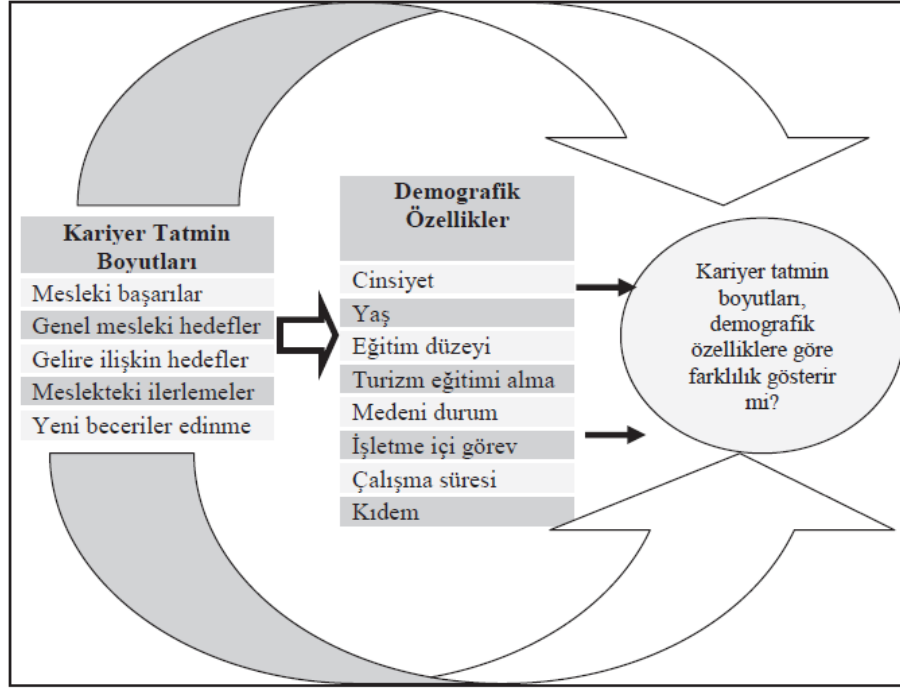 Kariyer Tatmin
Boyutları
Mesleki başarılar
Genel mesleki hedefler
Gelire ilişkin hedefler
Meslekteki ilerlemeler
Yeni beceriler edinme
Demografik
Özellikler
Cinsiyet
Yaş
Eğitim düzeyi
Turizm eğitimi alma
Medeni durum
İşletme içi görev
Çalışma süresi
Kıdem
Kariyer tatmin
boyutları,
demografik
özelliklere göre
farklılık gösterir
mi?